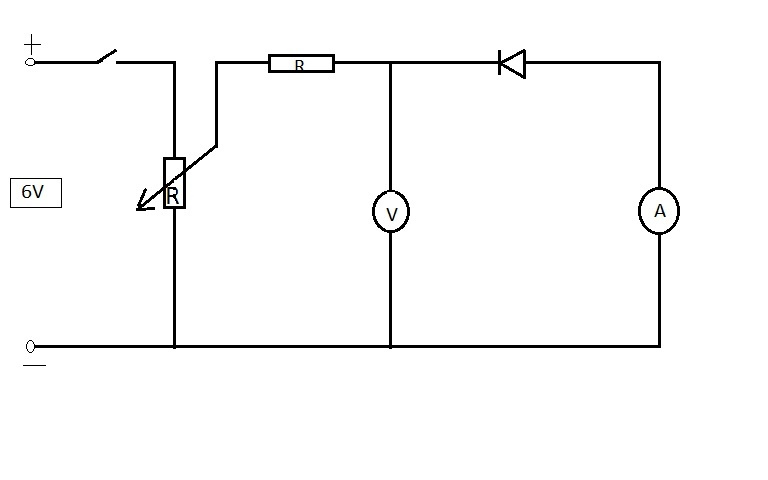 +
R
6V
R
V
A
—